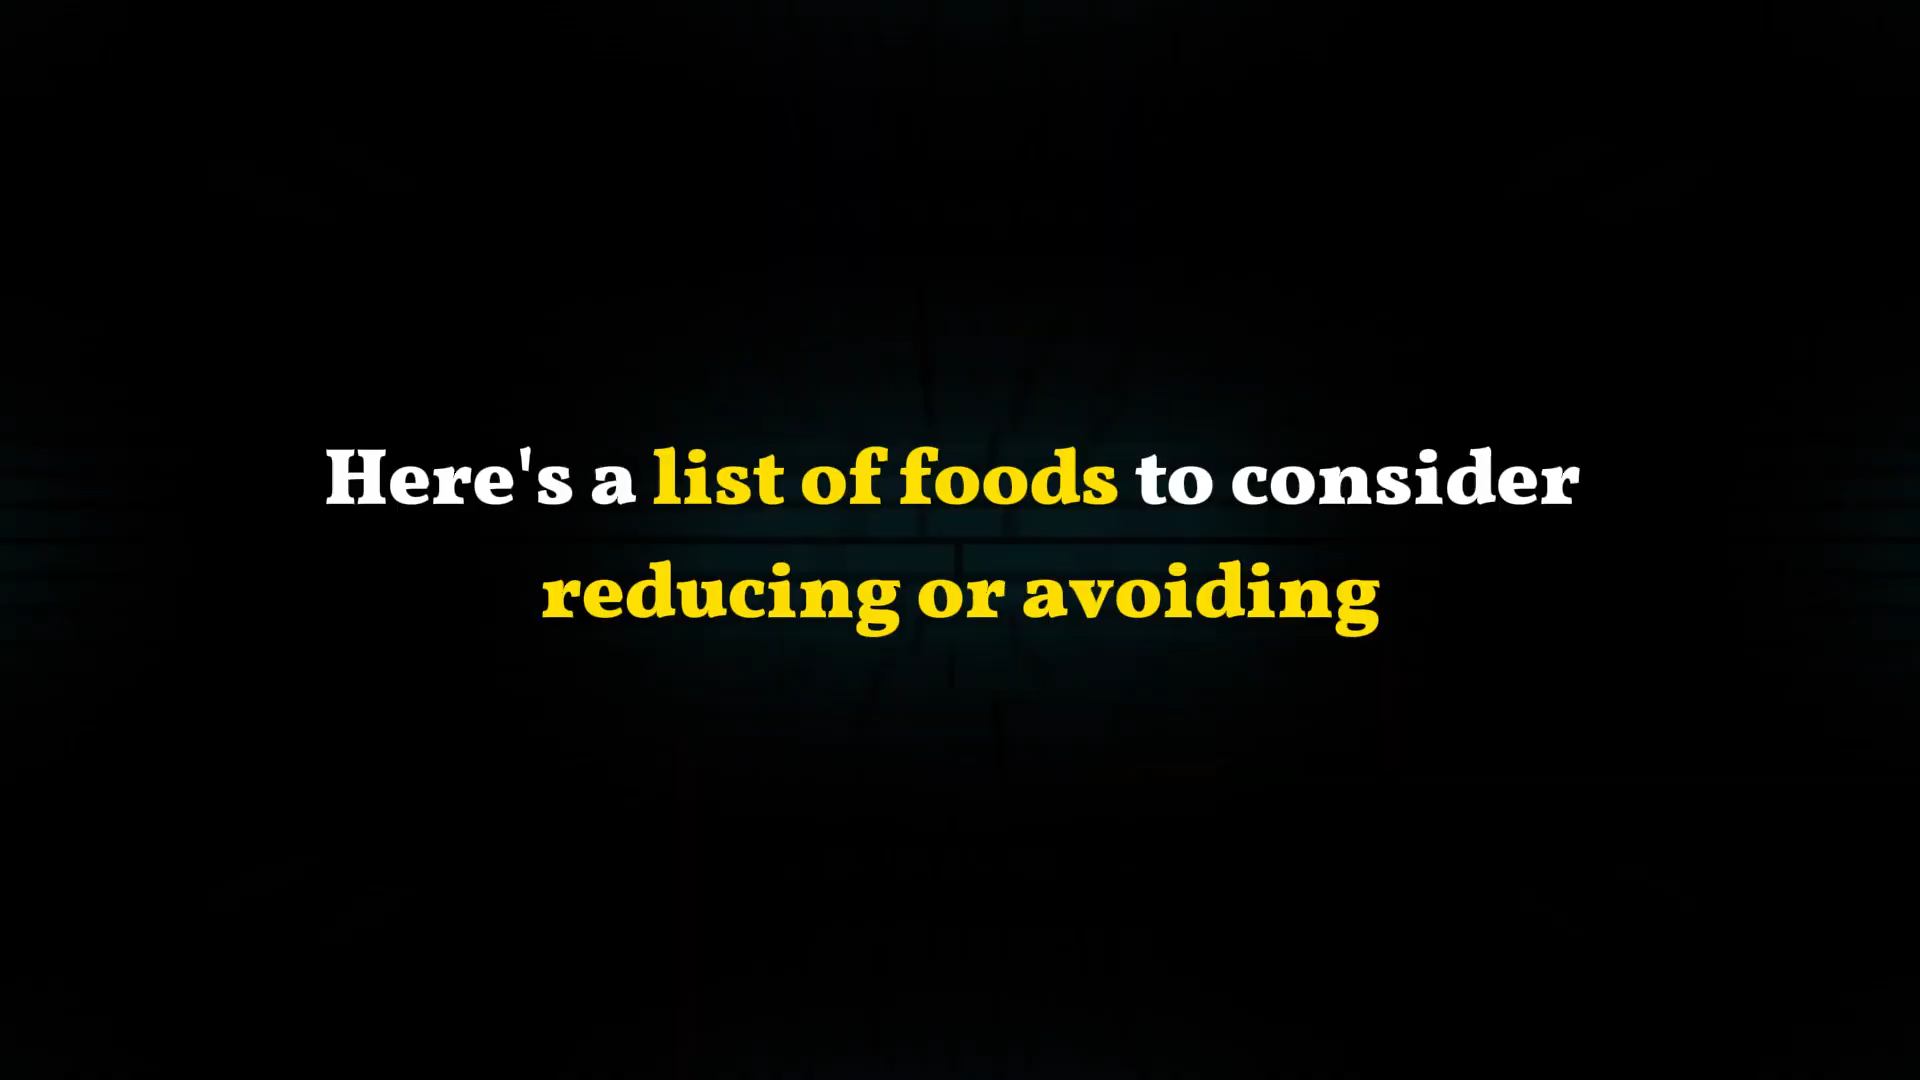 Here's a list of foods to consider
reducing or avoiding